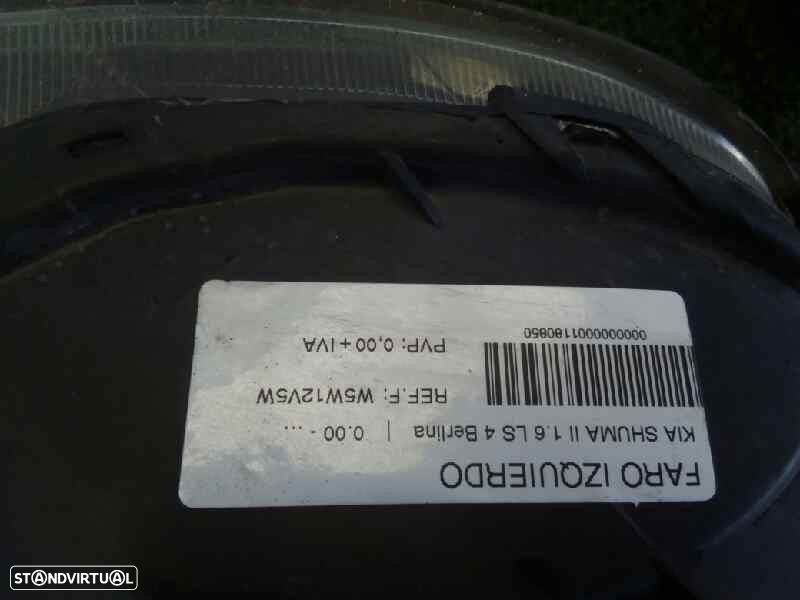 FARO IZQUIERDO
KIA SHUMA II 1.6 LS 4 Berlina | 0.00 - ...
REF.F: W5W12V5W
PVP: 0,00 + IVA
0000000001180850
STANDVIRTUAL